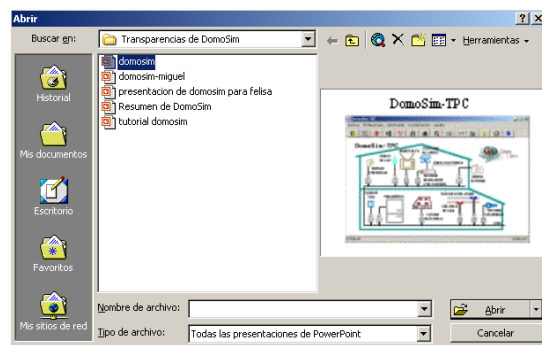 Abrir
Buscar en: Transparencias de DomoSim Herramientas
Historial
Mis documentos
Escritorio
Favoritos
Mis sitios de red
domosim
domosim-miguel
presentacion de domosim para felisa
Resumen de DomoSim
tutorial domosim
DomoSim-TPC
DomoSim-TPC
Nombre de archivo: Abrir
Tipo de archivo: Todas las presentaciones de PowerPoint Cancelar